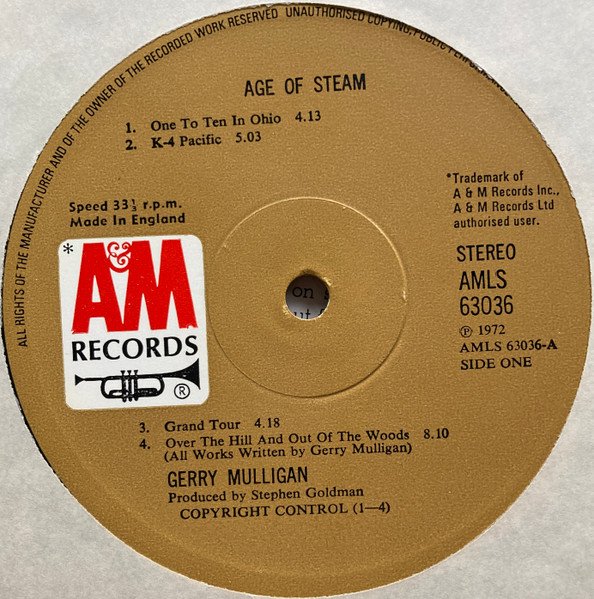 ALL RIGHTS OF THE MANUFACTURER AND OF THE OWNER OF THE RECORDED WORK RESERVED UNAUTHORISED COPYING, PUBLIC
AGE OF STEAM
1. One To Ten In Ohio 4.13
2. K-4 Pacific 5.03
Speed 33⅓ r.p.m.
Made In England
*Trademark of
A & M Records Inc.,
A & M Records Ltd
authorised user.
*
A&M
RECORDS
®
STEREO
AMLS
63036
℗ 1972
AMLS 63036-A
SIDE ONE
on
ut
3. Grand Tour 4.18
4. Over The Hill And Out Of The Woods 8.10
(All Works Written by Gerry Mulligan)
GERRY MULLIGAN
Produced by Stephen Goldman
COPYRIGHT CONTROL (1—4)